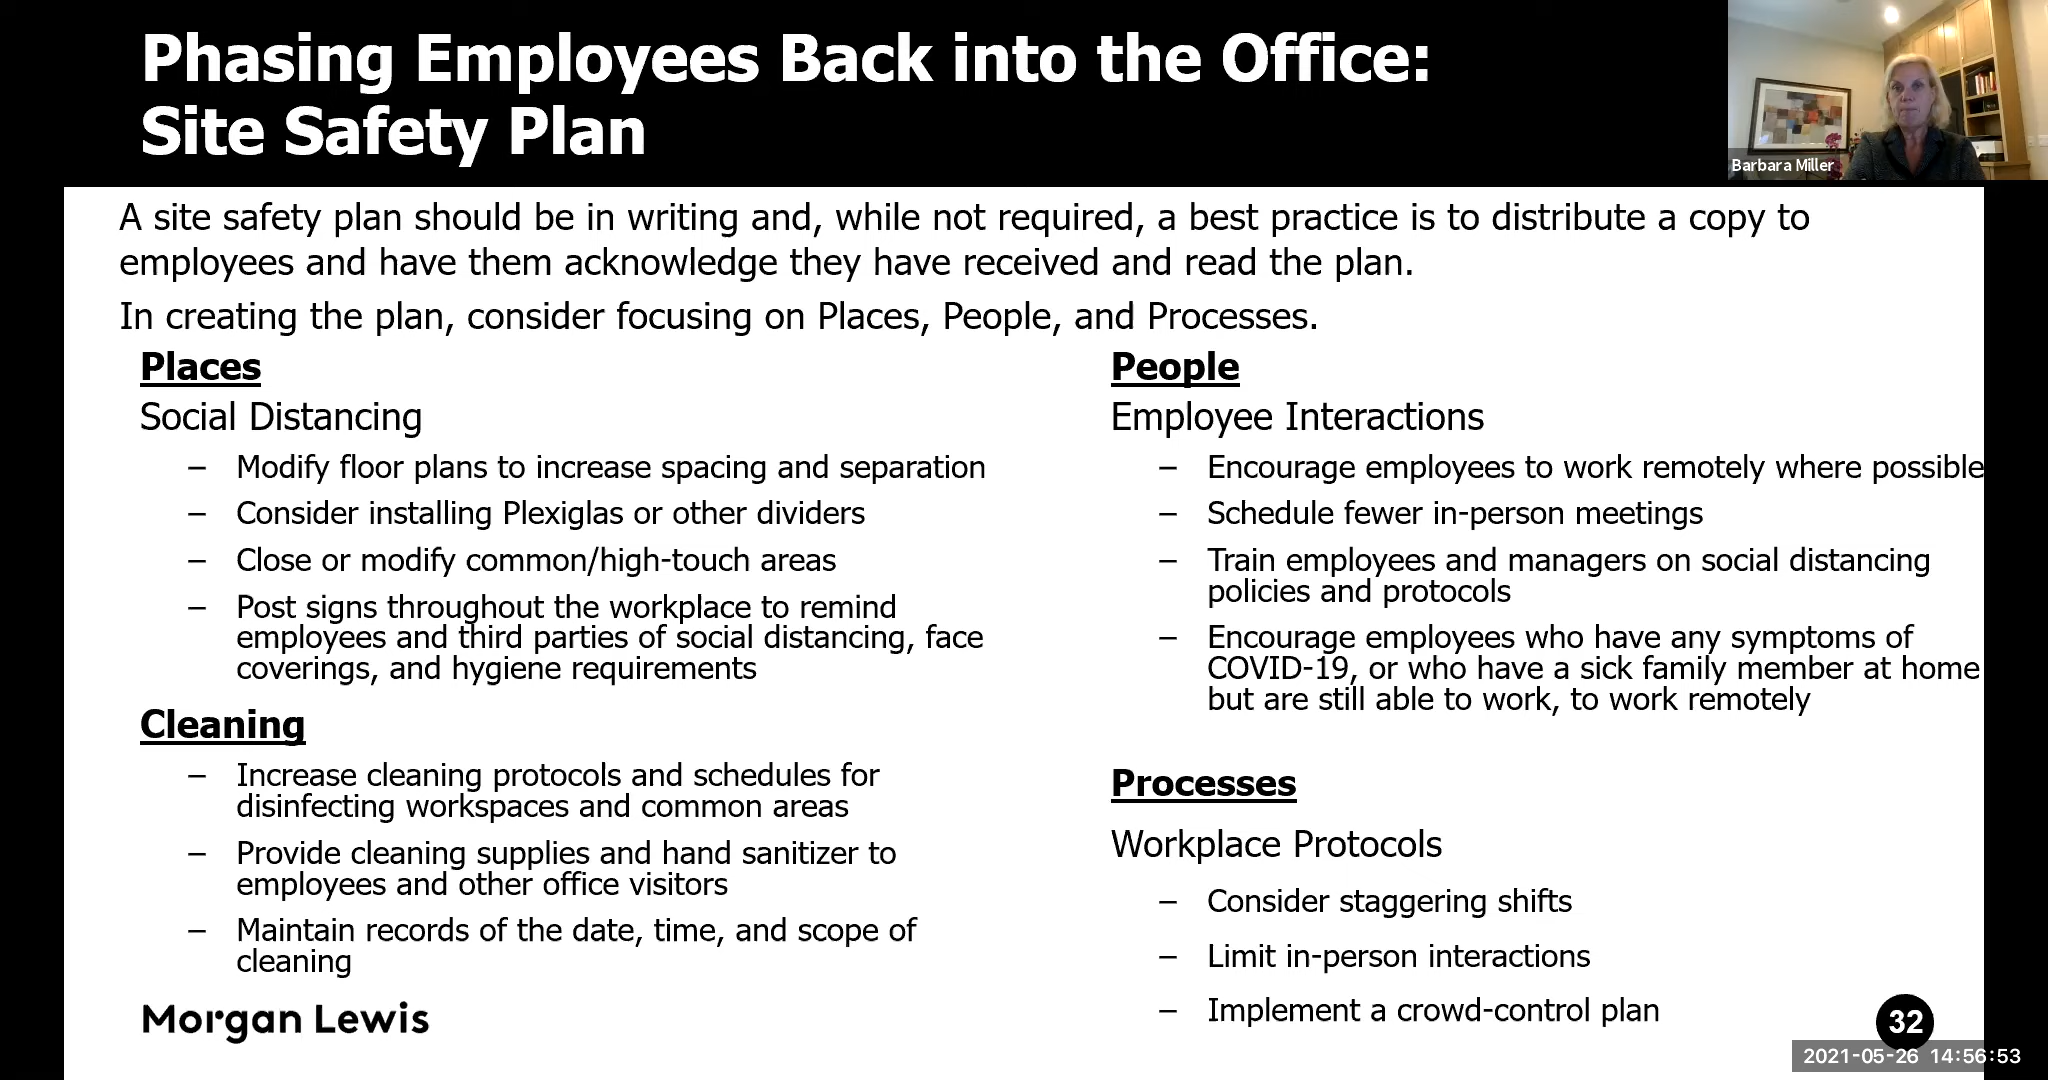 Phasing Employees Back into the Office:
Site Safety Plan
Barbara Miller
A site safety plan should be in writing and, while not required, a best practice is to distribute a copy to
employees and have them acknowledge they have received and read the plan.
In creating the plan, consider focusing on Places, People, and Processes.
Places
Social Distancing
– Modify floor plans to increase spacing and separation
– Consider installing Plexiglas or other dividers
– Close or modify common/high-touch areas
– Post signs throughout the workplace to remind
employees and third parties of social distancing, face
coverings, and hygiene requirements
Cleaning
– Increase cleaning protocols and schedules for
disinfecting workspaces and common areas
– Provide cleaning supplies and hand sanitizer to
employees and other office visitors
– Maintain records of the date, time, and scope of
cleaning
People
Employee Interactions
– Encourage employees to work remotely where possible
– Schedule fewer in-person meetings
– Train employees and managers on social distancing
policies and protocols
– Encourage employees who have any symptoms of
COVID-19, or who have a sick family member at home
but are still able to work, to work remotely
Processes
Workplace Protocols
– Consider staggering shifts
– Limit in-person interactions
– Implement a crowd-control plan
Morgan Lewis
32
2021-05-26 14:56:53